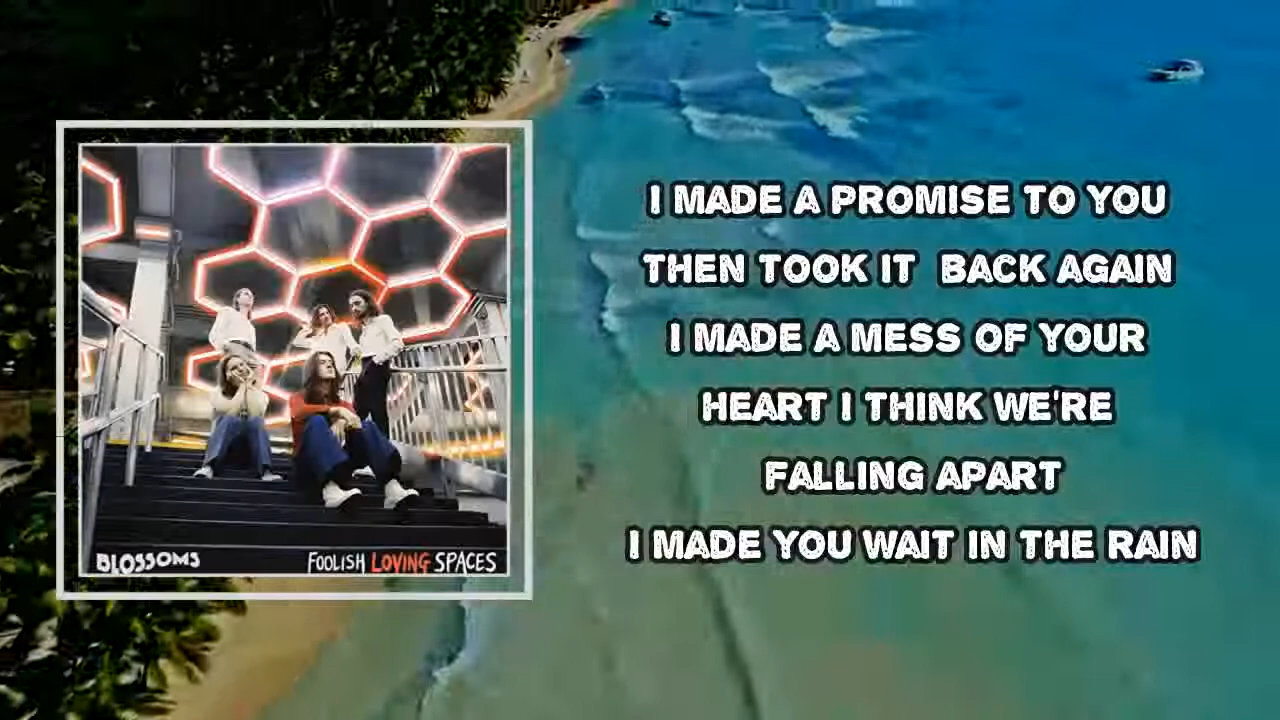 I MADE A PROMISE TO YOU
THEN TOOK IT BACK AGAIN
I MADE A MESS OF YOUR
HEART I THINK WE'RE
FALLING APART
I MADE YOU WAIT IN THE RAIN
BLOSSOMS
FOOLISH LOVING SPACES